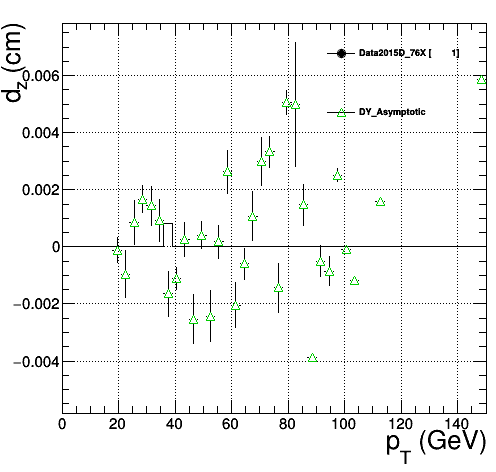 d_z (cm)
Data2015D_76X [ 1]
DY_Asymptotic
0.006
0.004
0.002
0
−0.002
−0.004
0 20 40 60 80 100 120 140
p_T (GeV)